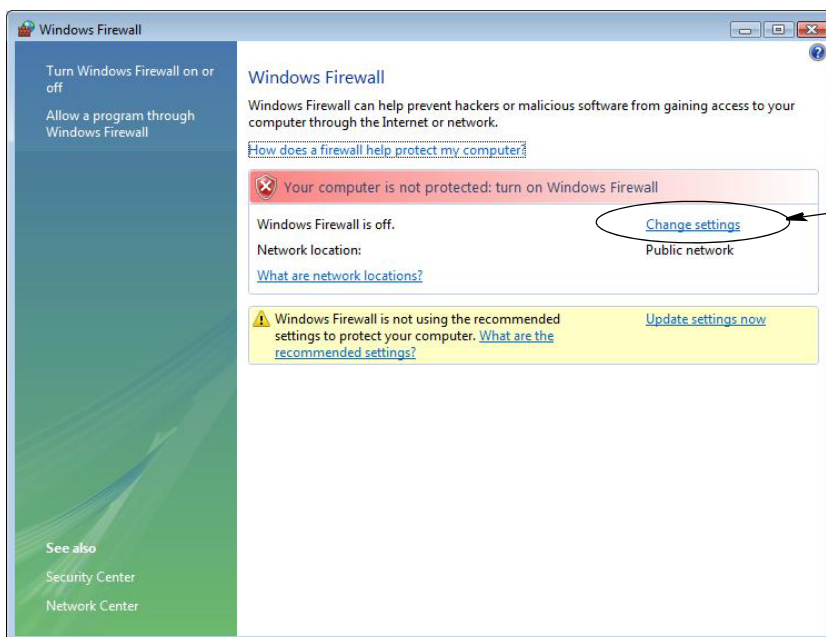 Windows Firewall
Turn Windows Firewall on or
off
Allow a program through
Windows Firewall
Windows Firewall
Windows Firewall can help prevent hackers or malicious software from gaining access to your
computer through the Internet or network.
How does a firewall help protect my computer?
Your computer is not protected: turn on Windows Firewall
Windows Firewall is off.
Change settings
Network location:
Public network
What are network locations?
Windows Firewall is not using the recommended
settings to protect your computer. What are the
recommended settings?
Update settings now
See also
Security Center
Network Center